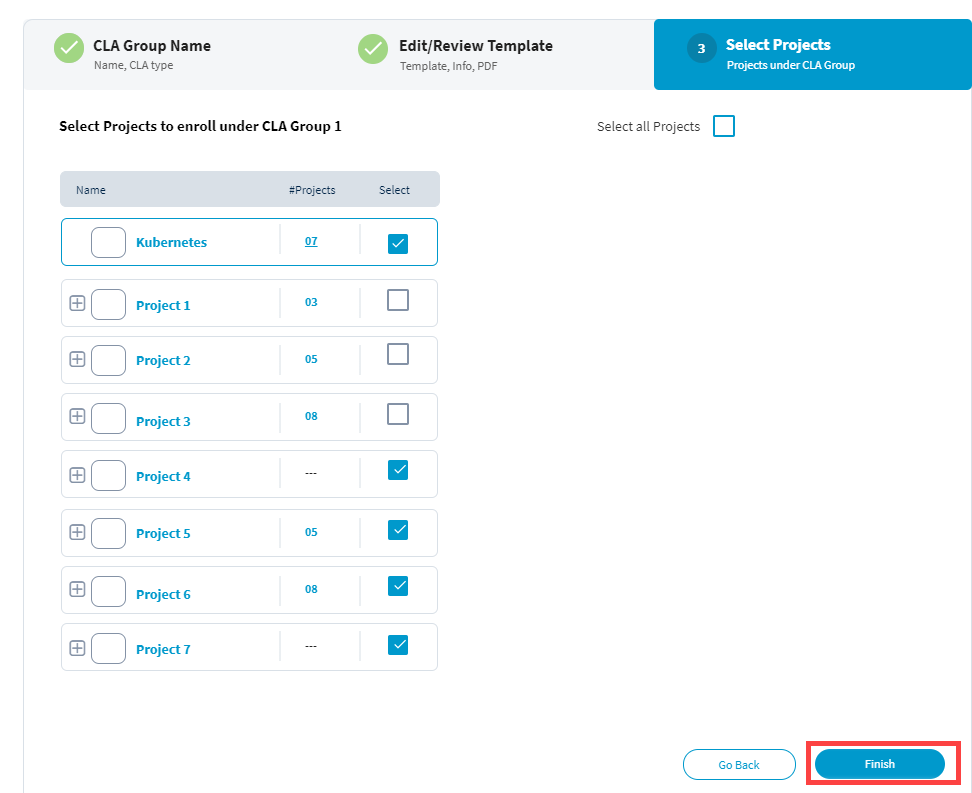 CLA Group Name
Name, CLA type
Edit/Review Template
Template, Info, PDF
3
Select Projects
Projects under CLA Group
Select Projects to enroll under CLA Group 1
Select all Projects
Name #Projects Select
Kubernetes 07
Project 1 03
Project 2 05
Project 3 08
Project 4 ---
Project 5 05
Project 6 08
Project 7 ---
Go Back
Finish